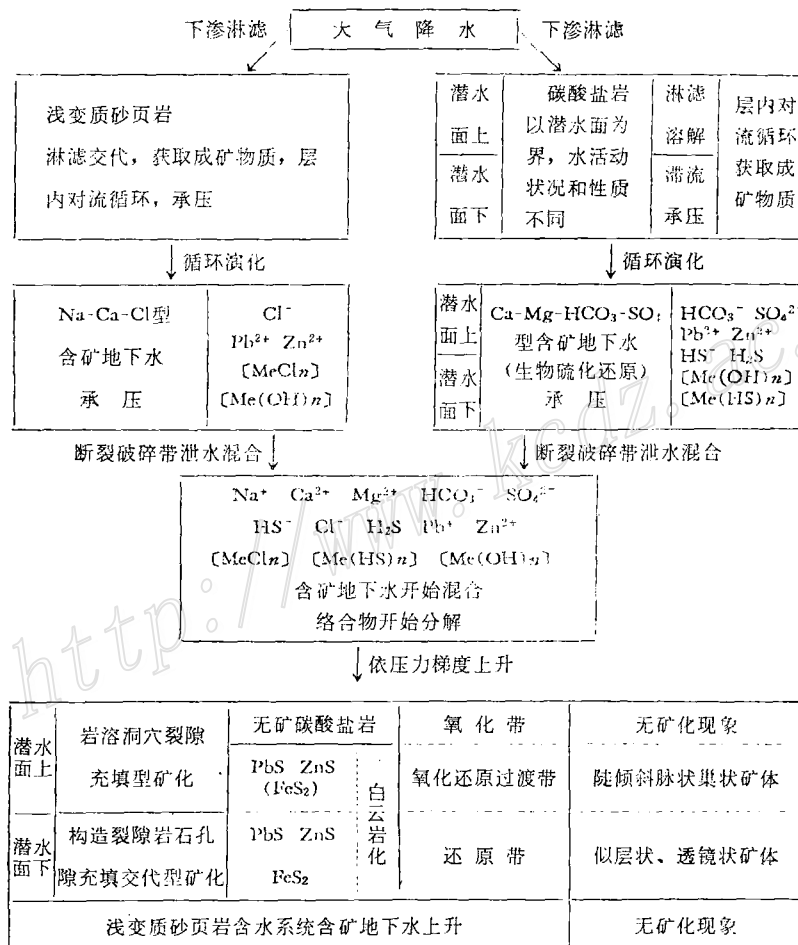 下渗淋滤 大气降水 下渗淋滤
浅变质砂页岩
淋滤交代，获取成矿物质，层
内对流循环，承压
潜水
面上
潜水
面下
碳酸盐岩
以潜水面为
界，水活动
状况和性质
不同
淋滤
溶解
滞流
承压
层内对
流循环
获取成
矿物质
循环演化
循环演化
Na-Ca-Cl型
含矿地下水
承 压
Cl⁻
Pb²⁺ Zn²⁺
〔MeCln〕
〔Me(OH)n〕
潜水
面上
潜水
面下
Ca-Mg-HCO₃-SO₄
型含矿地下水
(生物硫化还原)
承 压
HCO₃⁻ SO₄²
Pb²⁺ Zn²⁺
HS⁻ H₂S
〔Me(OH)n〕
〔Me(HS)n〕
断裂破碎带泄水混合
断裂破碎带泄水混合
Na⁺ Ca²⁺ Mg²⁺ HCO₃⁻ SO₄²⁻
HS⁻ Cl⁻ H₂S Pb⁺ Zn²⁺
〔MeCln〕 〔Me(HS)n〕 〔Me(OH)n〕
含矿地下水开始混合
络合物开始分解
依压力梯度上升
潜水
面上
岩溶洞穴裂隙
充填型矿化
无矿碳酸盐岩
氧化带
无矿化现象
PbS ZnS
(FeS₂)
白云岩化
氧化还原过渡带
陡倾斜脉状巢状矿体
潜水
面下
构造裂隙岩石孔
隙充填交代型矿化
PbS ZnS
FeS₂
还原带
似层状、透镜状矿体
浅变质砂页岩含水系统含矿地下水上升
无矿化现象